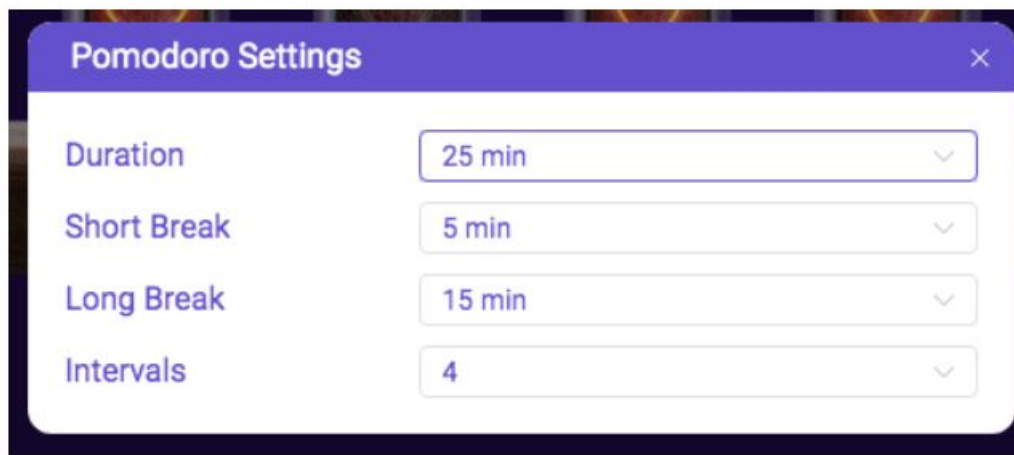 Pomodoro Settings
Duration 25 min
Short Break 5 min
Long Break 15 min
Intervals 4